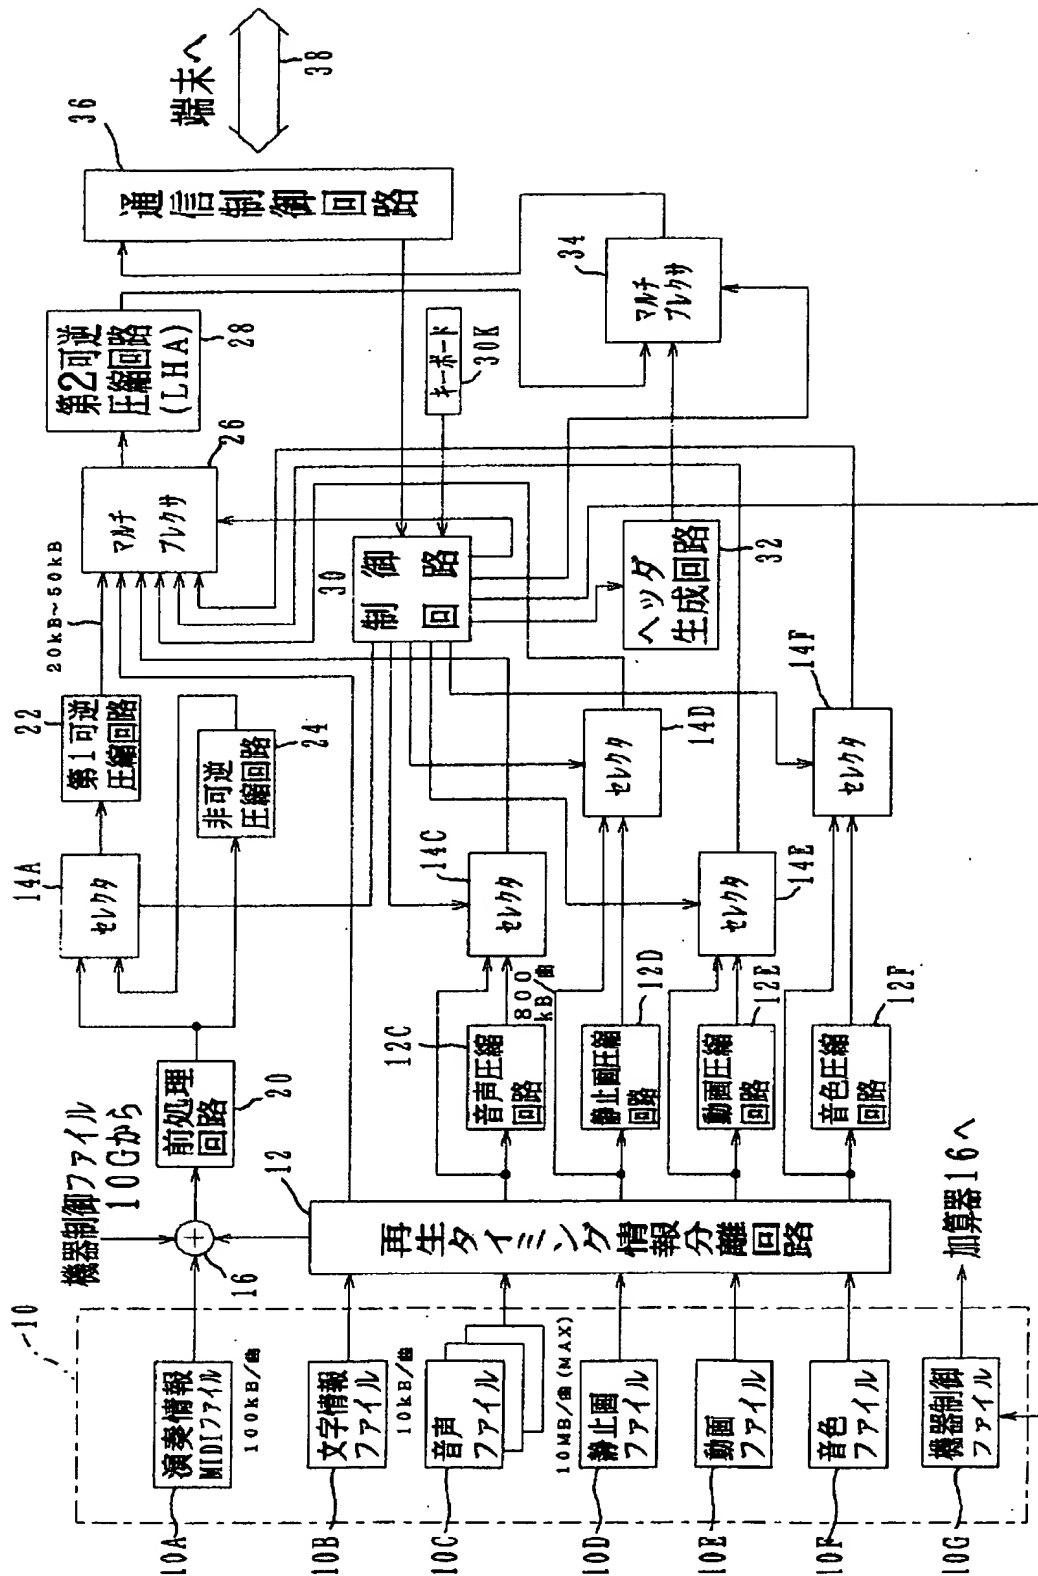 10
10A
演奏情報
MIDIファイル
100kB/曲
10B
文字情報
ファイル
10kB/曲
10C
音声
ファイル
10MB/曲(MAX)
10D
静止画
ファイル
10E
動画
ファイル
10F
音色
ファイル
10G
機器制御
ファイル
機器制御ファイル
10Gから
16
12
再生タイミング情報分離回路
加算器16へ
前処理
回路
20
12C
音声圧縮
回路
800
kB/曲
静止画圧縮
回路
12D
動画圧縮
回路
12E
音色圧縮
回路
12F
14A
セレクタ
14C
セレクタ
セレクタ
14D
セレクタ
14E
14F
セレクタ
22
第1可逆
圧縮回路
非可逆
圧縮回路
24
20kB~50kB
マルチ
プレクサ
26
30
制御
回路
キーボード
30K
ヘッダ
生成回路
32
第2可逆
圧縮回路
(LHA)
28
マルチ
プレクサ
34
36
通信制御回路
端末へ
38